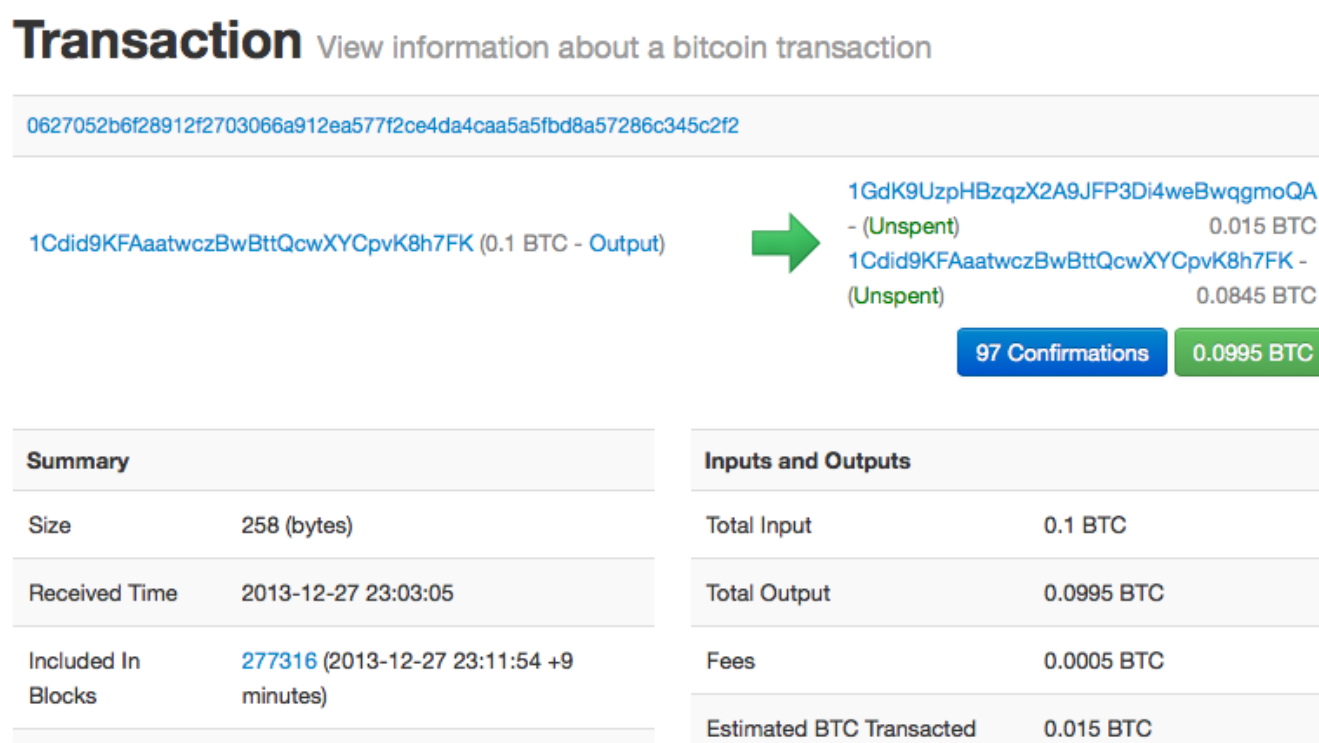 Transaction View information about a bitcoin transaction
0627052b6f28912f2703066a912ea577f2ce4da4caa5a5fbd8a57286c345c2f2
1Cdid9KFAaatwczBwBttQcwXYCpvK8h7FK (0.1 BTC - Output)
1GdK9UzpHBzqzX2A9JFP3Di4weBwqgmoQA
- (Unspent) 0.015 BTC
1Cdid9KFAaatwczBwBttQcwXYCpvK8h7FK -
(Unspent) 0.0845 BTC
97 Confirmations 0.0995 BTC
Summary
Size 258 (bytes)
Received Time 2013-12-27 23:03:05
Included In 277316 (2013-12-27 23:11:54 +9
Blocks minutes)
Inputs and Outputs
Total Input 0.1 BTC
Total Output 0.0995 BTC
Fees 0.0005 BTC
Estimated BTC Transacted 0.015 BTC